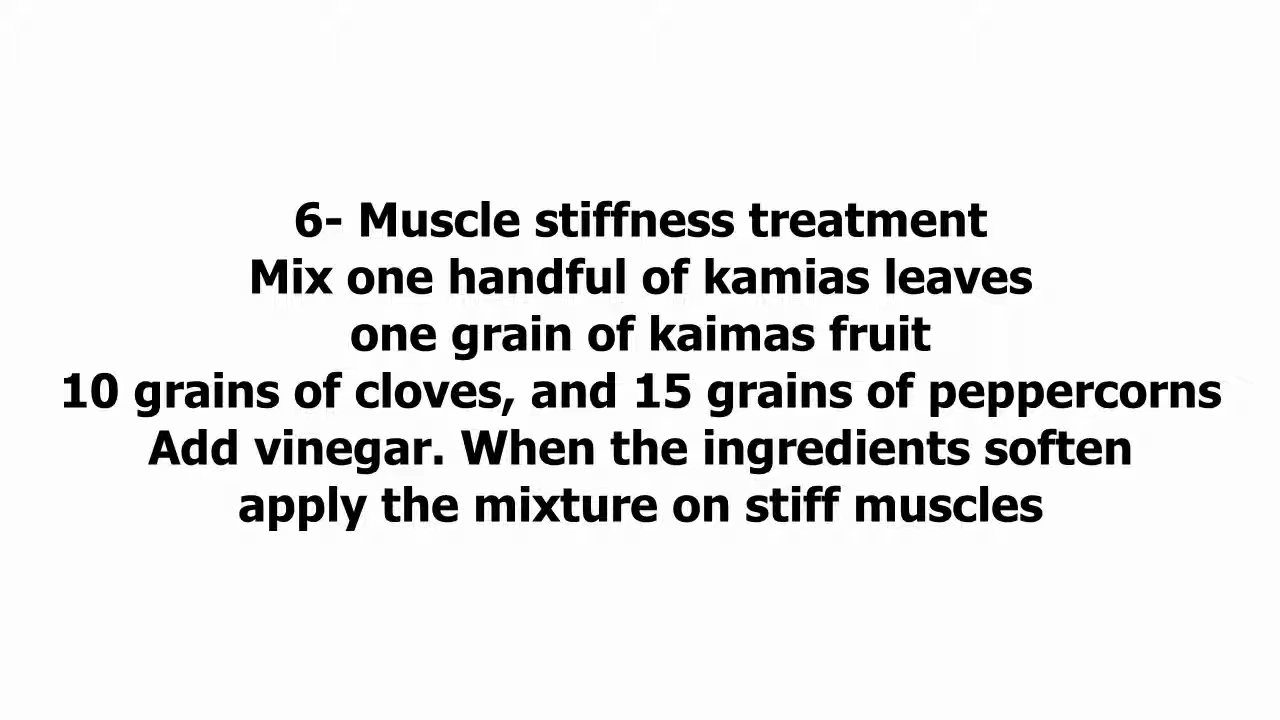 6- Muscle stiffness treatment
Mix one handful of kamias leaves
one grain of kaimas fruit
10 grains of cloves, and 15 grains of peppercorns
Add vinegar. When the ingredients soften
apply the mixture on stiff muscles